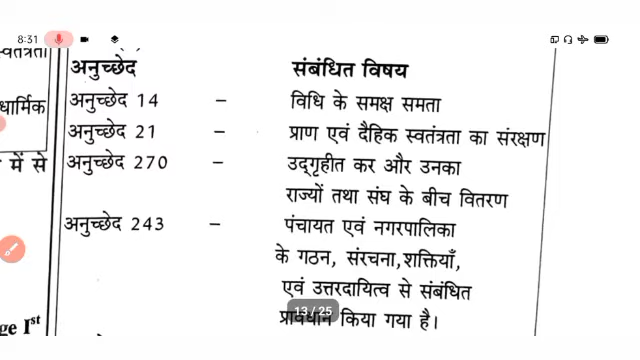 8:31
स्वतंत्रता
अनुच्छेद संबंधित विषय
धार्मिक
अनुच्छेद 14 – विधि के समक्ष समता
अनुच्छेद 21 – प्राण एवं दैहिक स्वतंत्रता का संरक्षण
में से
अनुच्छेद 270 – उद्गृहीत कर और उनका
राज्यों तथा संघ के बीच वितरण
अनुच्छेद 243 – पंचायत एवं नगरपालिका
के गठन, संरचना,शक्तियाँ,
एवं उत्तरदायित्व से संबंधित
13/25
ge Ist
प्रावधान किया गया है।